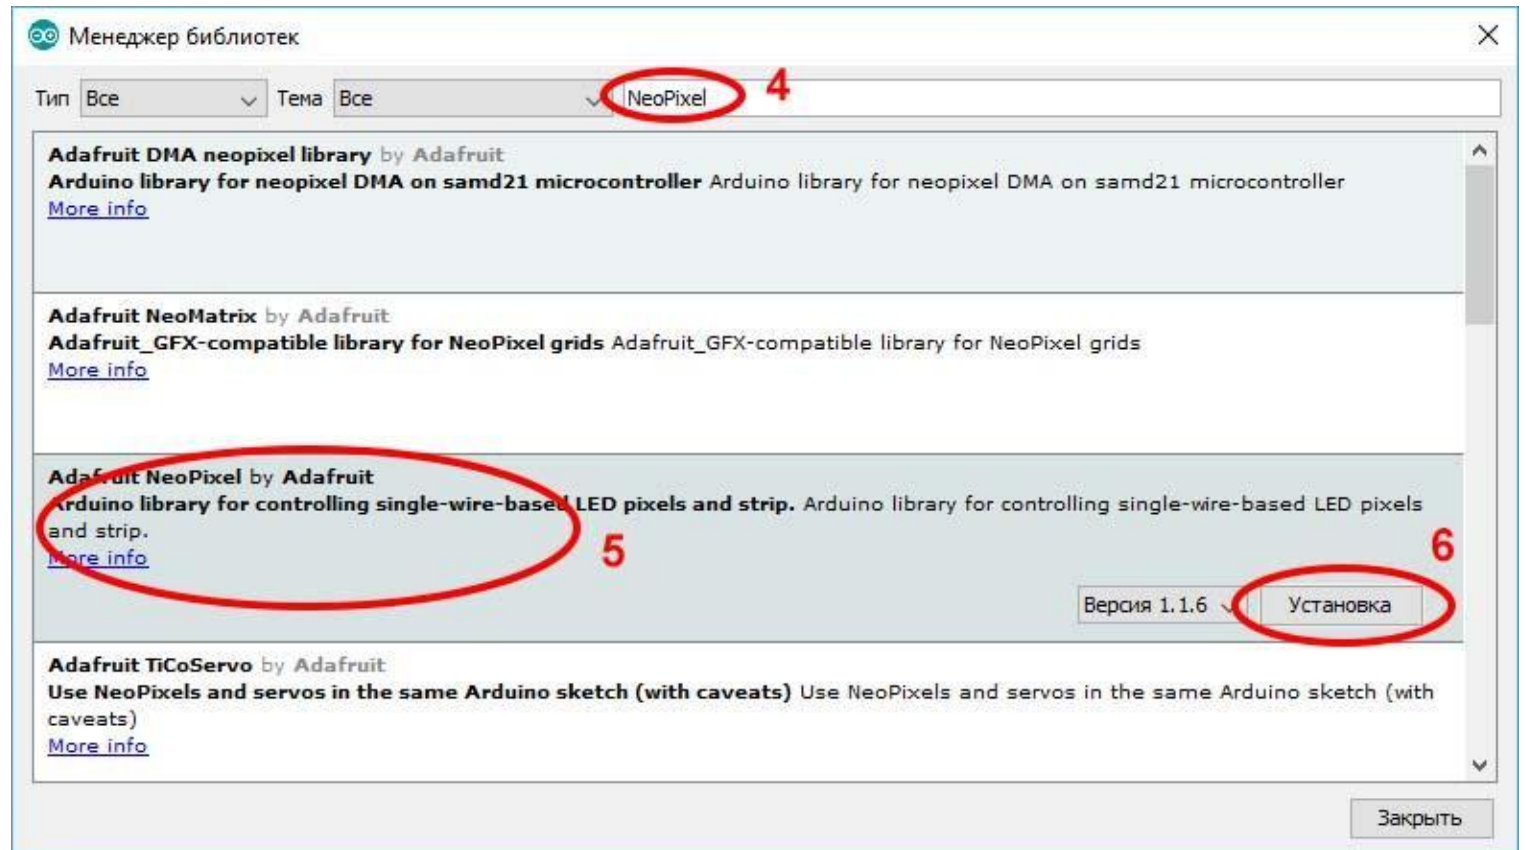 Менеджер библиотек
Тип Все Тема Все NeoPixel 4
Adafruit DMA neopixel library by Adafruit
Arduino library for neopixel DMA on samd21 microcontroller Arduino library for neopixel DMA on samd21 microcontroller
More info
Adafruit NeoMatrix by Adafruit
Adafruit_GFX-compatible library for NeoPixel grids Adafruit_GFX-compatible library for NeoPixel grids
More info
Adafruit NeoPixel by Adafruit
Arduino library for controlling single-wire-based LED pixels and strip. Arduino library for controlling single-wire-based LED pixels
and strip.
More info
5
6
Версия 1.1.6 Установка
Adafruit TiCoServo by Adafruit
Use NeoPixels and servos in the same Arduino sketch (with caveats) Use NeoPixels and servos in the same Arduino sketch (with
caveats)
More info
Закрыть